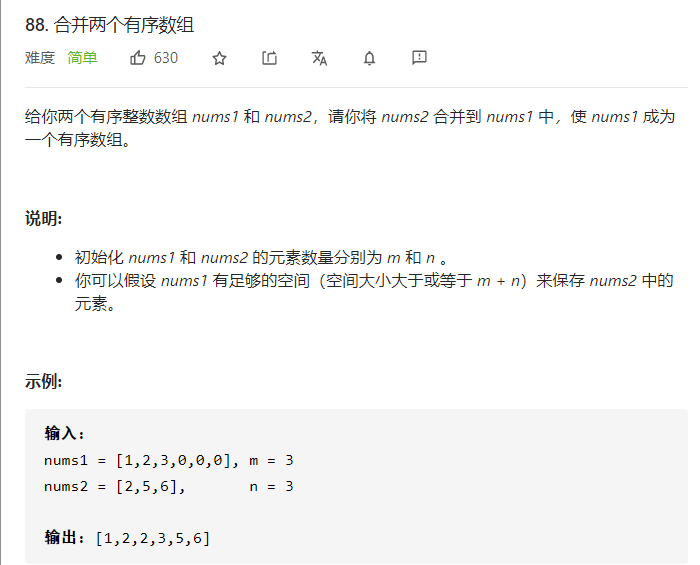 88. 合并两个有序数组
难度 简单 630
给你两个有序整数数组 nums1 和 nums2，请你将 nums2 合并到 nums1 中，使 nums1 成为
一个有序数组。
说明:
初始化 nums1 和 nums2 的元素数量分别为 m 和 n 。
你可以假设 nums1 有足够的空间（空间大小大于或等于 m + n）来保存 nums2 中的
元素。
示例:
输入：
nums1 = [1,2,3,0,0,0], m = 3
nums2 = [2,5,6],       n = 3
输出：[1,2,2,3,5,6]